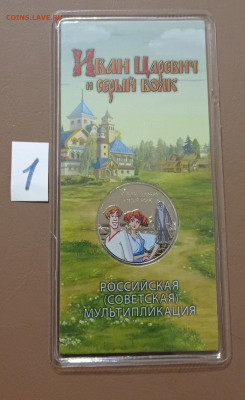 COINS.LAVE.RU
Иван Царевич
и серый волк
1
РОССИЙСКАЯ
(СОВЕТСКАЯ)
МУЛЬТИПЛИКАЦИЯ